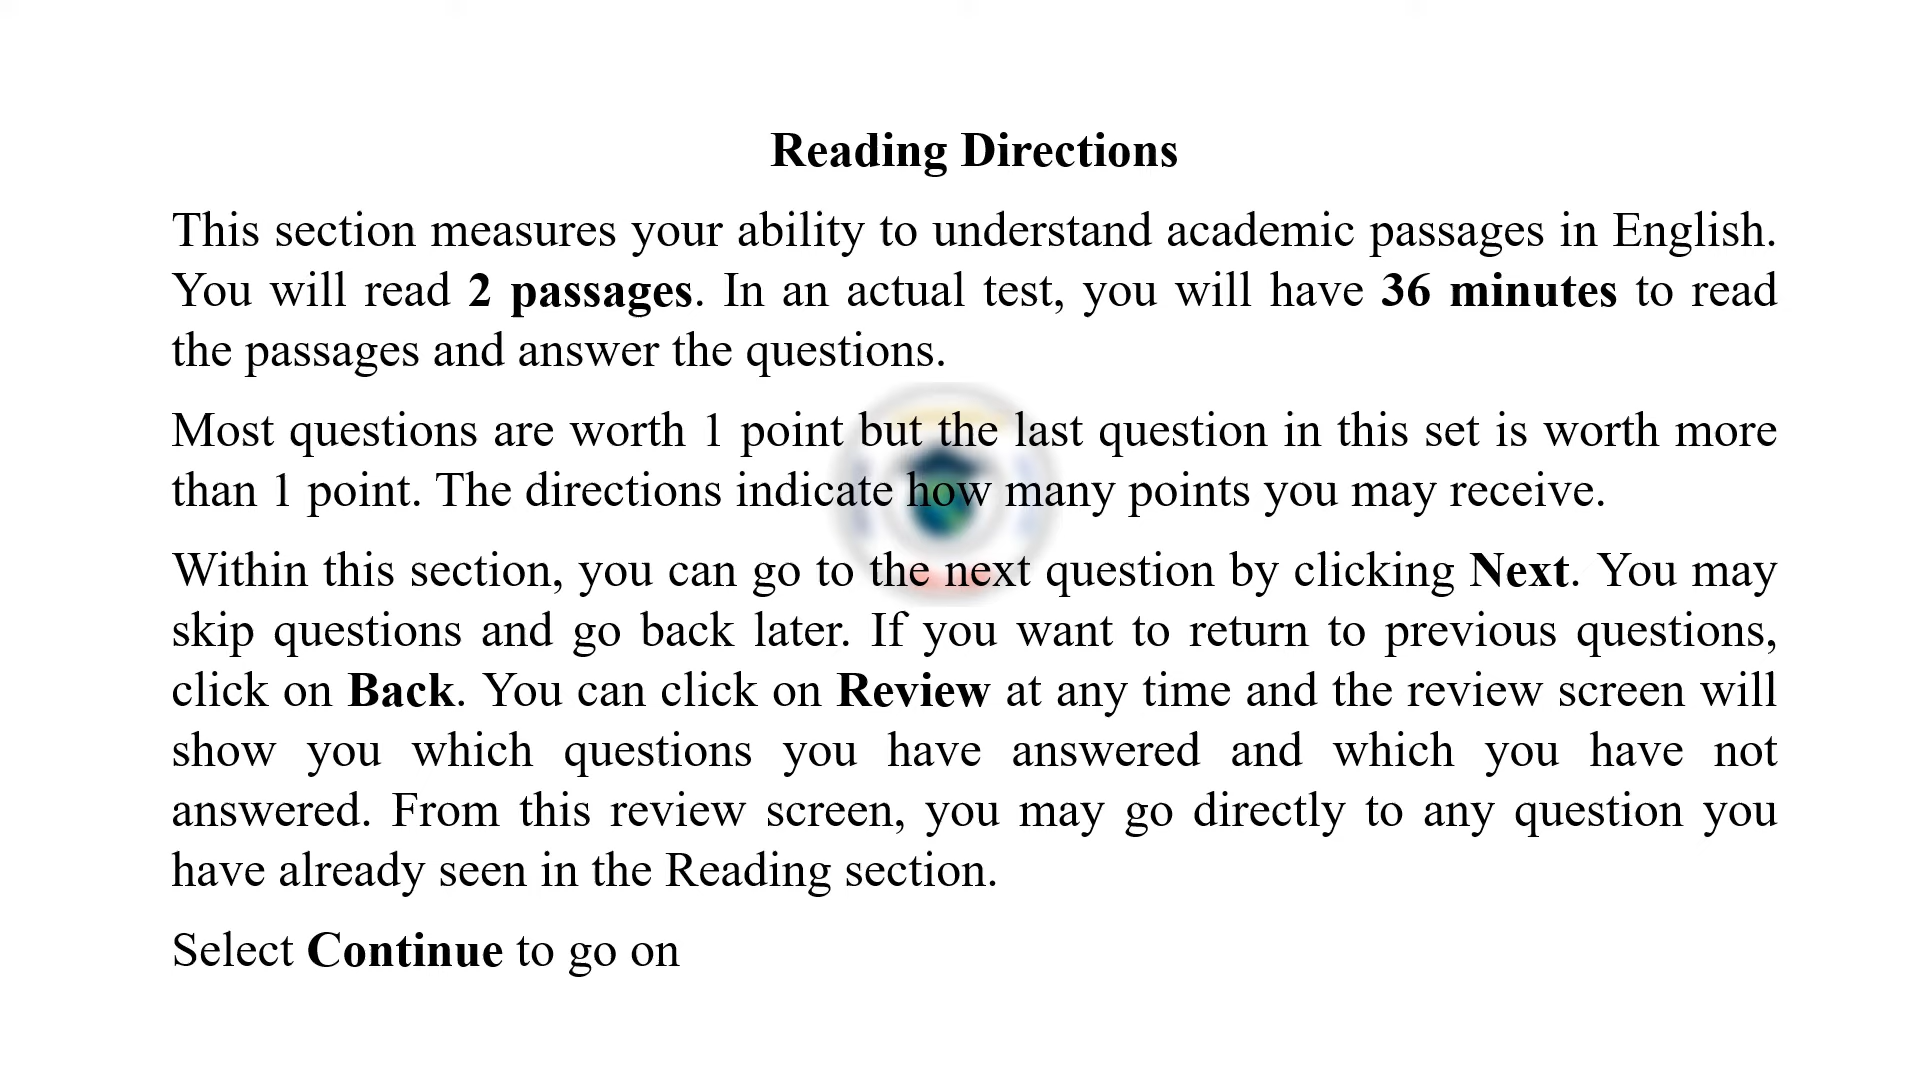 Reading Directions
This section measures your ability to understand academic passages in English.
You will read 2 passages. In an actual test, you will have 36 minutes to read
the passages and answer the questions.
Most questions are worth 1 point but the last question in this set is worth more
than 1 point. The directions indicate how many points you may receive.
Within this section, you can go to the next question by clicking Next. You may
skip questions and go back later. If you want to return to previous questions,
click on Back. You can click on Review at any time and the review screen will
show you which questions you have answered and which you have not
answered. From this review screen, you may go directly to any question you
have already seen in the Reading section.
Select Continue to go on